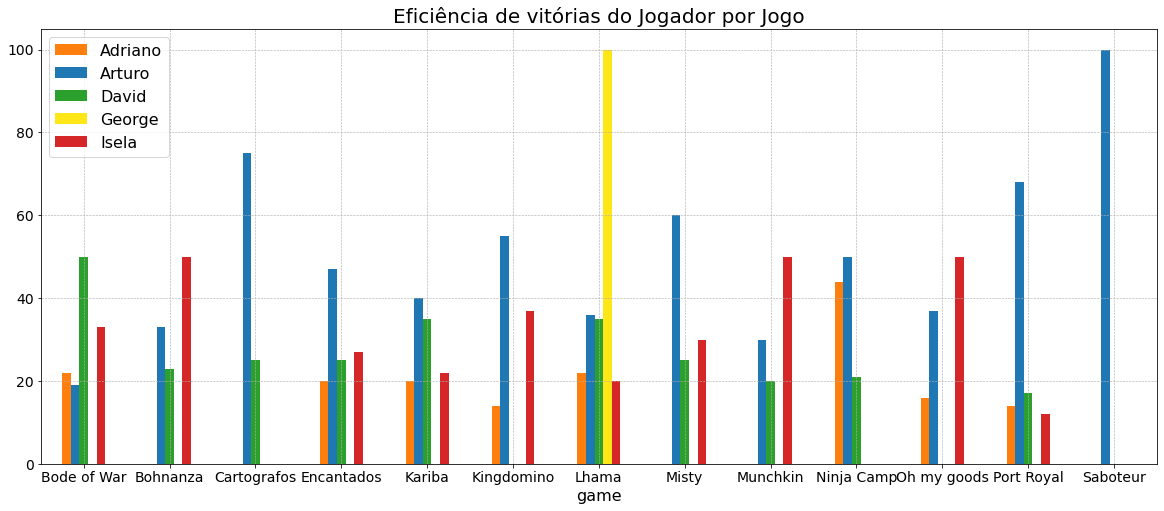 Eficiência de vitórias do Jogador por Jogo
100
80
60
40
20
0
Adriano
Arturo
David
George
Isela
Bode of War Bohnanza Cartografos Encantados Kariba Kingdomino Lhama Misty Munchkin Ninja Camp Oh my goods Port Royal Saboteur
game